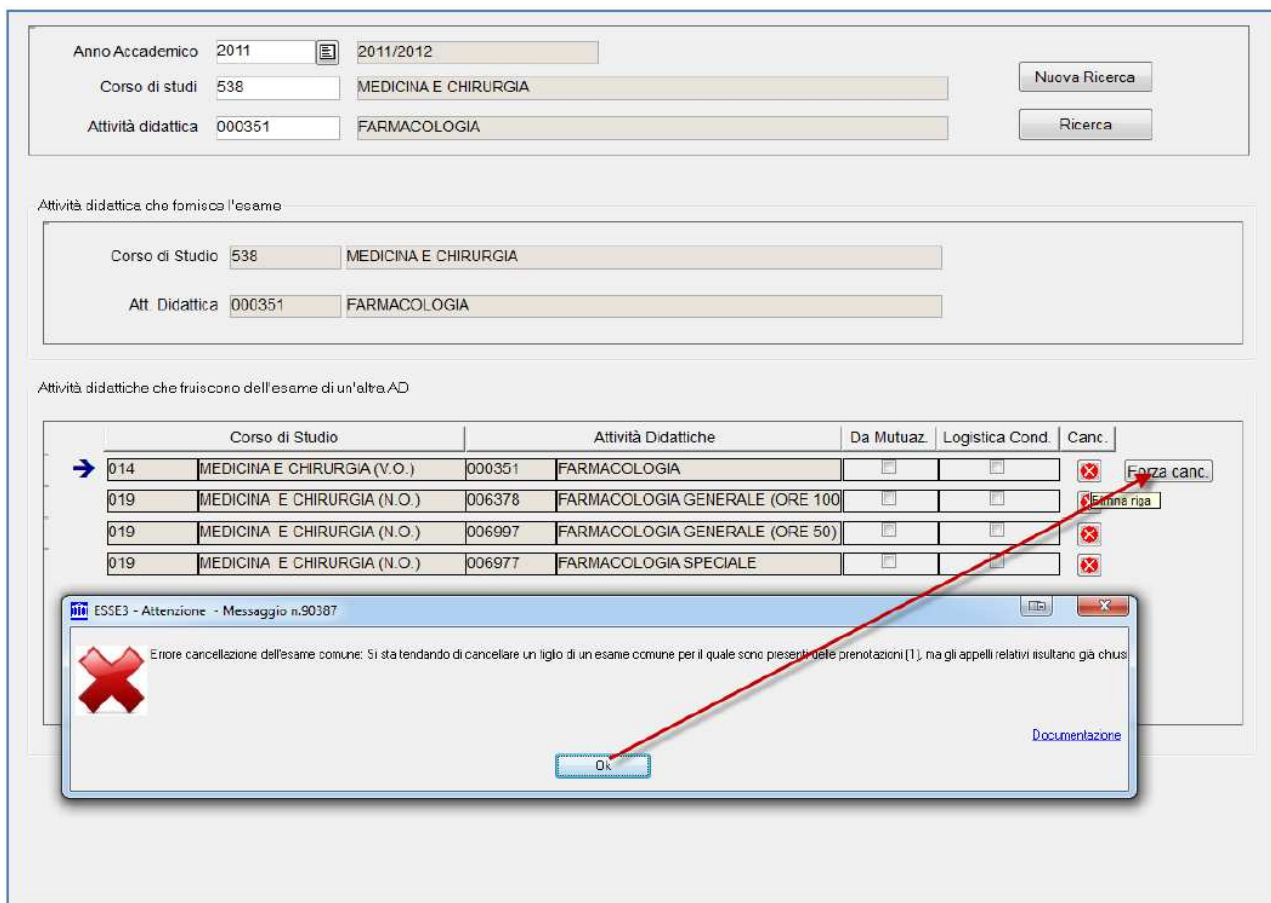 Anno Accademico 2011 2011/2012
Corso di studi 538 MEDICINA E CHIRURGIA Nuova Ricerca
Attività didattica 000351 FARMACOLOGIA Ricerca
Attività didattica che fornisce l'esame
Corso di Studio 538 MEDICINA E CHIRURGIA
Att. Didattica 000351 FARMACOLOGIA
Attività didattiche che fruiscono dell'esame di un'altra AD
Corso di Studio Attività Didattiche Da Mutuaz. Logistica Cond. Canc.
014 MEDICINA E CHIRURGIA (V.O.) 000351 FARMACOLOGIA Forza canc.
019 MEDICINA E CHIRURGIA (N.O.) 006378 FARMACOLOGIA GENERALE (ORE 100 Elimina riga
019 MEDICINA E CHIRURGIA (N.O.) 006997 FARMACOLOGIA GENERALE (ORE 50)
019 MEDICINA E CHIRURGIA (N.O.) 006977 FARMACOLOGIA SPECIALE
ESSE3 - Attenzione - Messaggio n.90387
Errore cancellazione dell'esame comune: Si sta tendando di cancellare un figlio di un esame comune per il quale sono presenti delle prenotazioni (1), ma gli appelli relativi risultano già chiusi
Documentazione
Ok